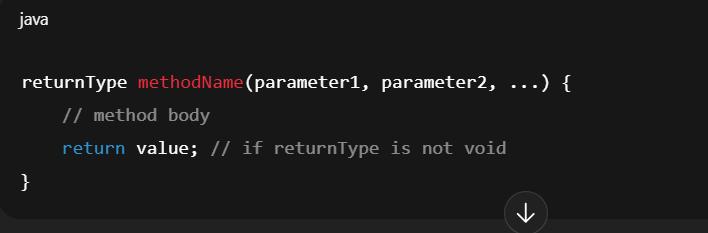 java
returnType methodName(parameter1, parameter2, ...) {
// method body
return value; // if returnType is not void
}